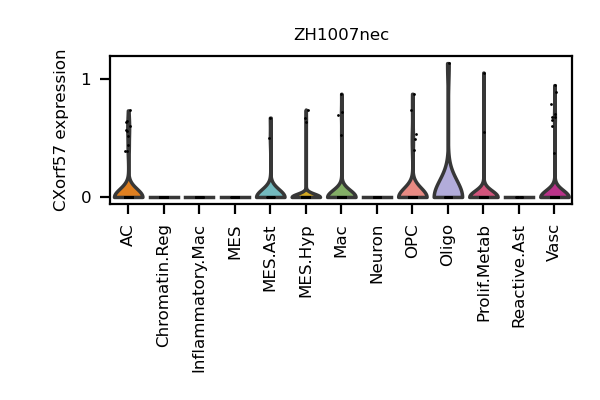 ZH1007nec
CXorf57 expression
1
0
AC
Chromatin.Reg
Inflammatory.Mac
MES
MES.Ast
MES.Hyp
Mac
Neuron
OPC
Oligo
Prolif.Metab
Reactive.Ast
Vasc